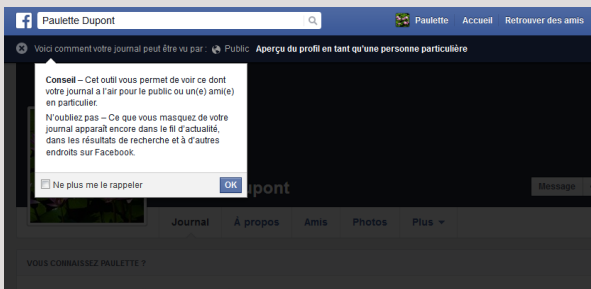 f Paulette Dupont
Paulette Accueil Retrouver des amis
Voici comment votre journal peut être vu par : Public Aperçu du profil en tant qu'une personne particulière
Conseil – Cet outil vous permet de voir ce dont
votre journal a l'air pour le public ou un(e) ami(e)
en particulier.
N'oubliez pas – Ce que vous masquez de votre
journal apparaît encore dans le fil d'actualité,
dans les résultats de recherche et à d'autres
endroits sur Facebook.
Ne plus me le rappeler OK
upont
Message
Journal À propos Amis Photos Plus
VOUS CONNAISSEZ PAULETTE ?